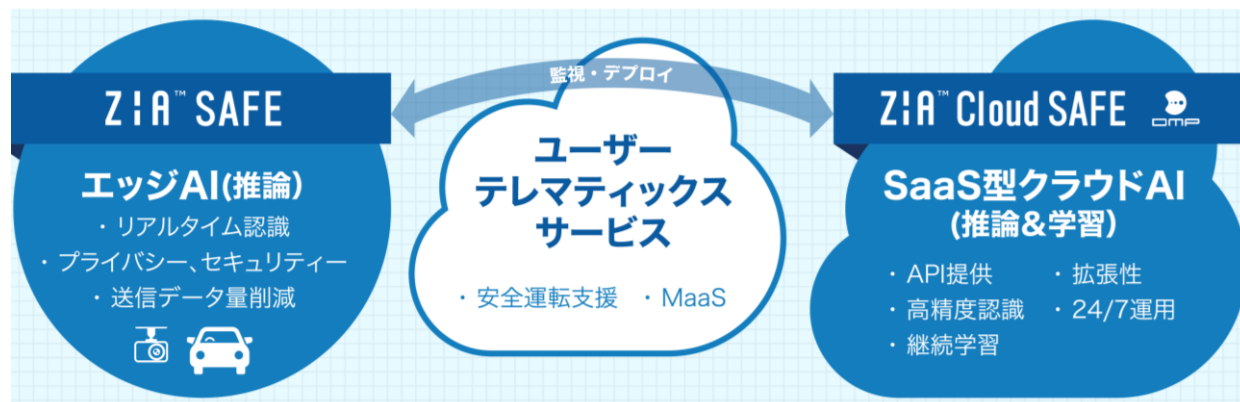 監視・デプロイ
ZIA™ SAFE
エッジAI(推論)
・リアルタイム認識
・プライバシー、セキュリティー
・送信データ量削減
ユーザー
テレマティックス
サービス
・安全運転支援 ・MaaS
ZIA™ Cloud SAFE DMP
SaaS型クラウドAI
(推論&学習)
・API提供 ・拡張性
・高精度認識 ・24/7運用
・継続学習